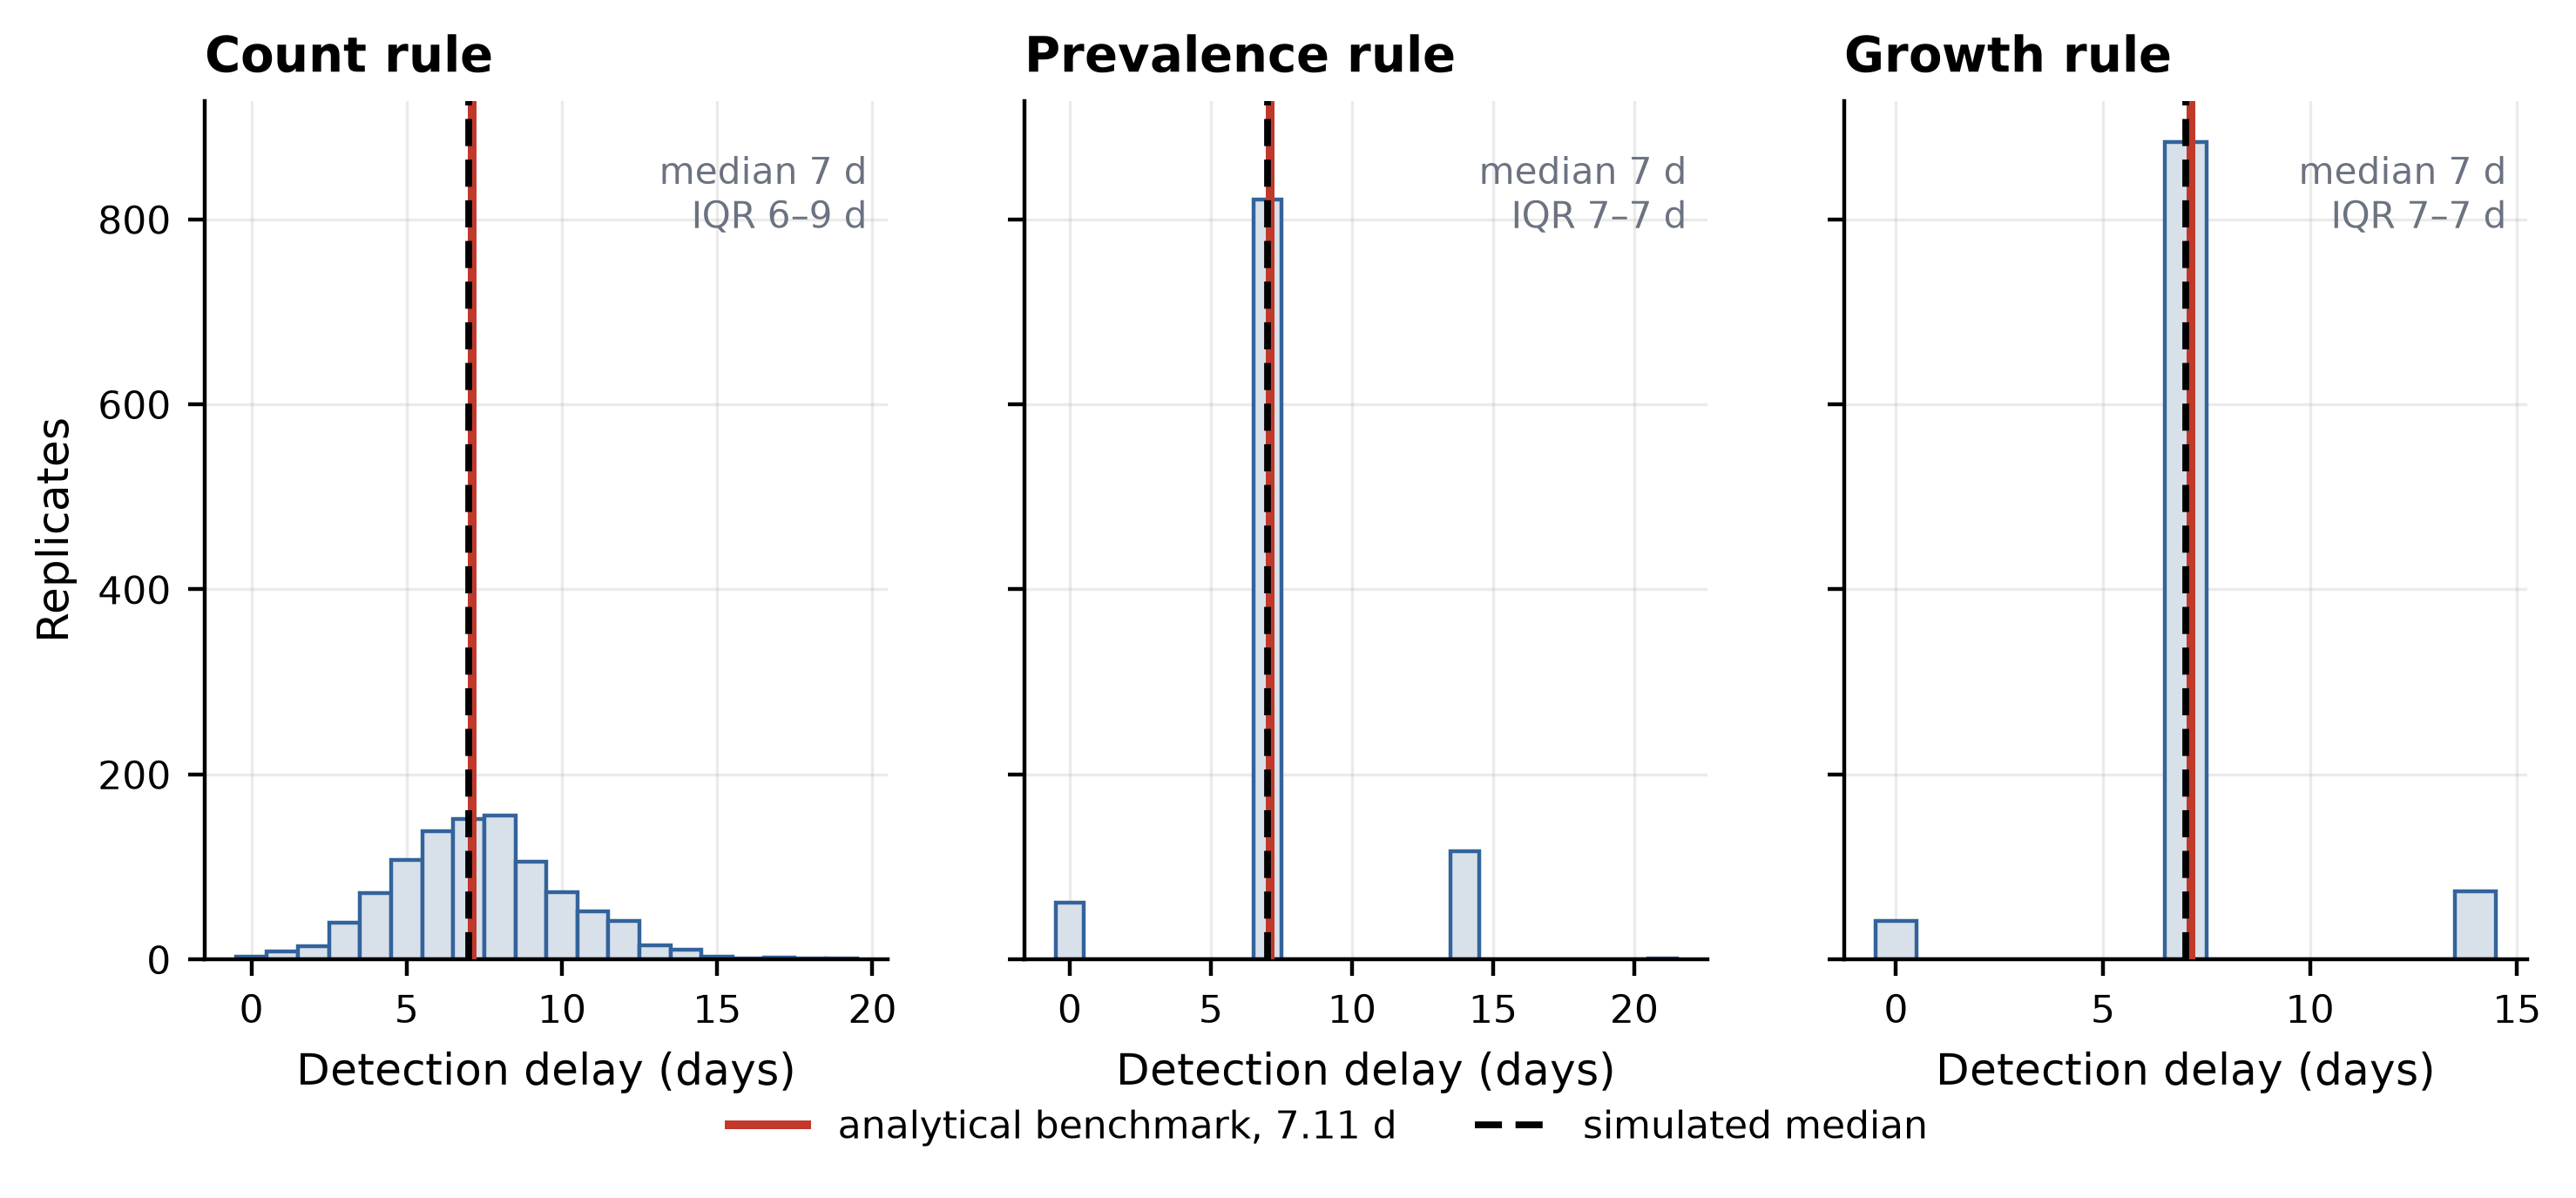 Count rule
median 7 d
IQR 6–9 d
Replicates
800
600
400
200
0
0 5 10 15 20
Detection delay (days)
Prevalence rule
median 7 d
IQR 7–7 d
0 5 10 15 20
Detection delay (days)
Growth rule
median 7 d
IQR 7–7 d
0 5 10 15
Detection delay (days)
analytical benchmark, 7.11 d
simulated median